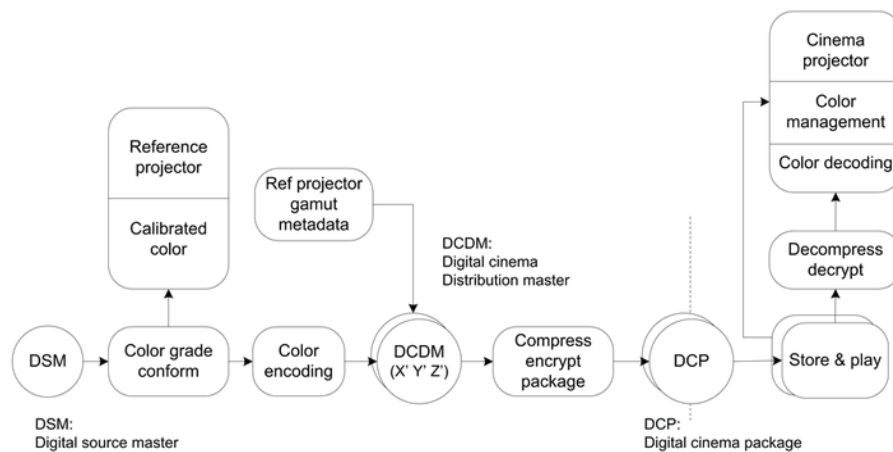 Cinema
projector
Color
management
Color decoding
Reference
projector
Calibrated
color
Ref projector
gamut
metadata
DCDM:
Digital cinema
Distribution master
Decompress
decrypt
DSM
Color grade
conform
Color
encoding
DCDM
(X' Y' Z')
Compress
encrypt
package
DCP
Store & play
DSM:
Digital source master
DCP:
Digital cinema package